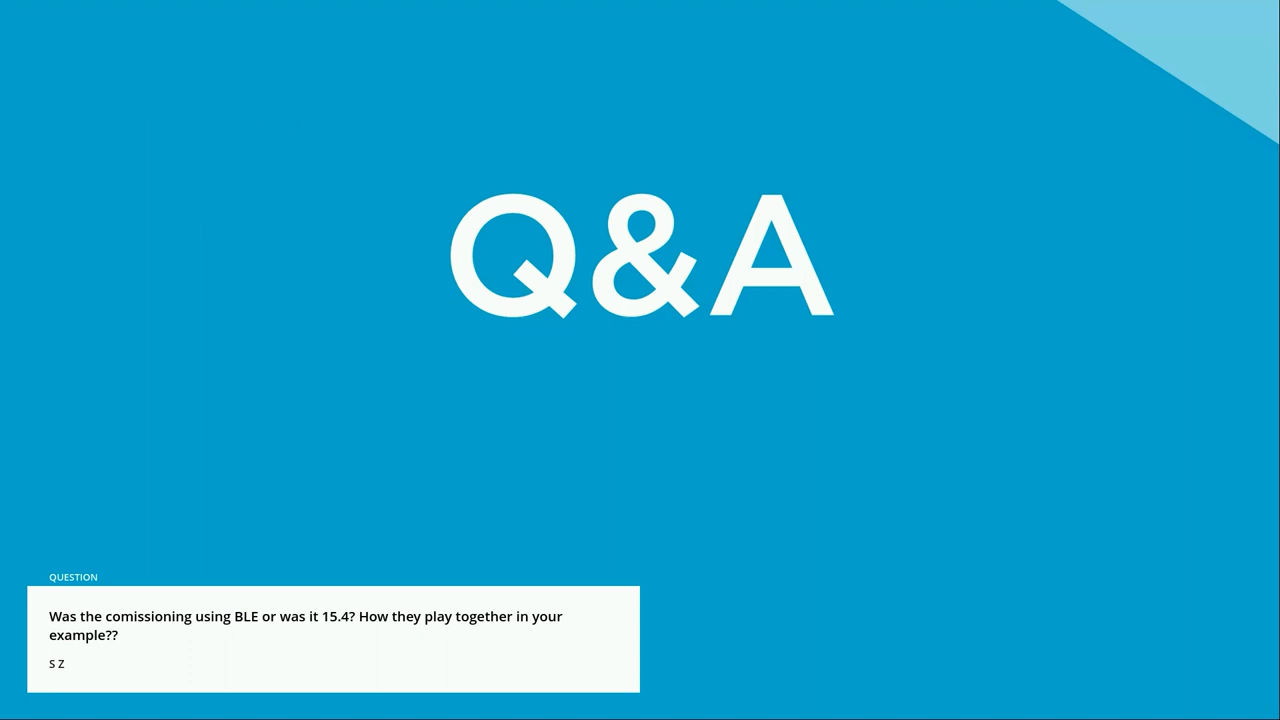 Q&A
QUESTION
Was the comissioning using BLE or was it 15.4? How they play together in your
example??
S Z